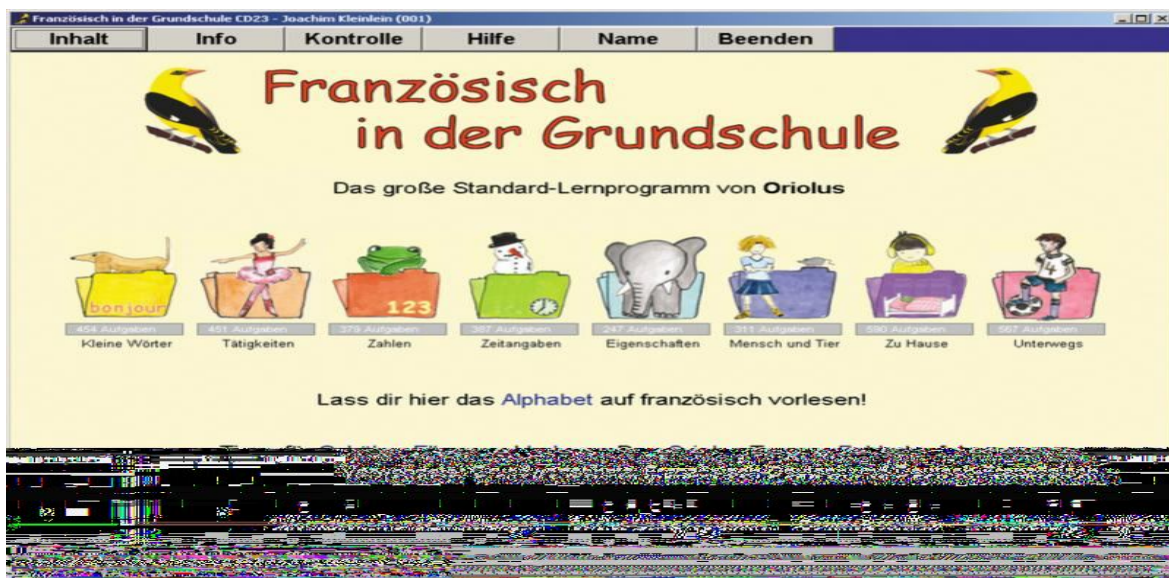 Französisch in der Grundschule CD23 - Joachim Kleinlein (001)
Inhalt Info Kontrolle Hilfe Name Beenden
Französisch
in der Grundschule
Das große Standard-Lernprogramm von Oriolus
bonjour 123
454 Aufgaben 451 Aufgaben 379 Aufgaben 387 Aufgaben 247 Aufgaben 311 Aufgaben 590 Aufgaben 567 Aufgaben
Kleine Wörter Tätigkeiten Zahlen Zeitangaben Eigenschaften Mensch und Tier Zu Hause Unterwegs
Lass dir hier das Alphabet auf französisch vorlesen!